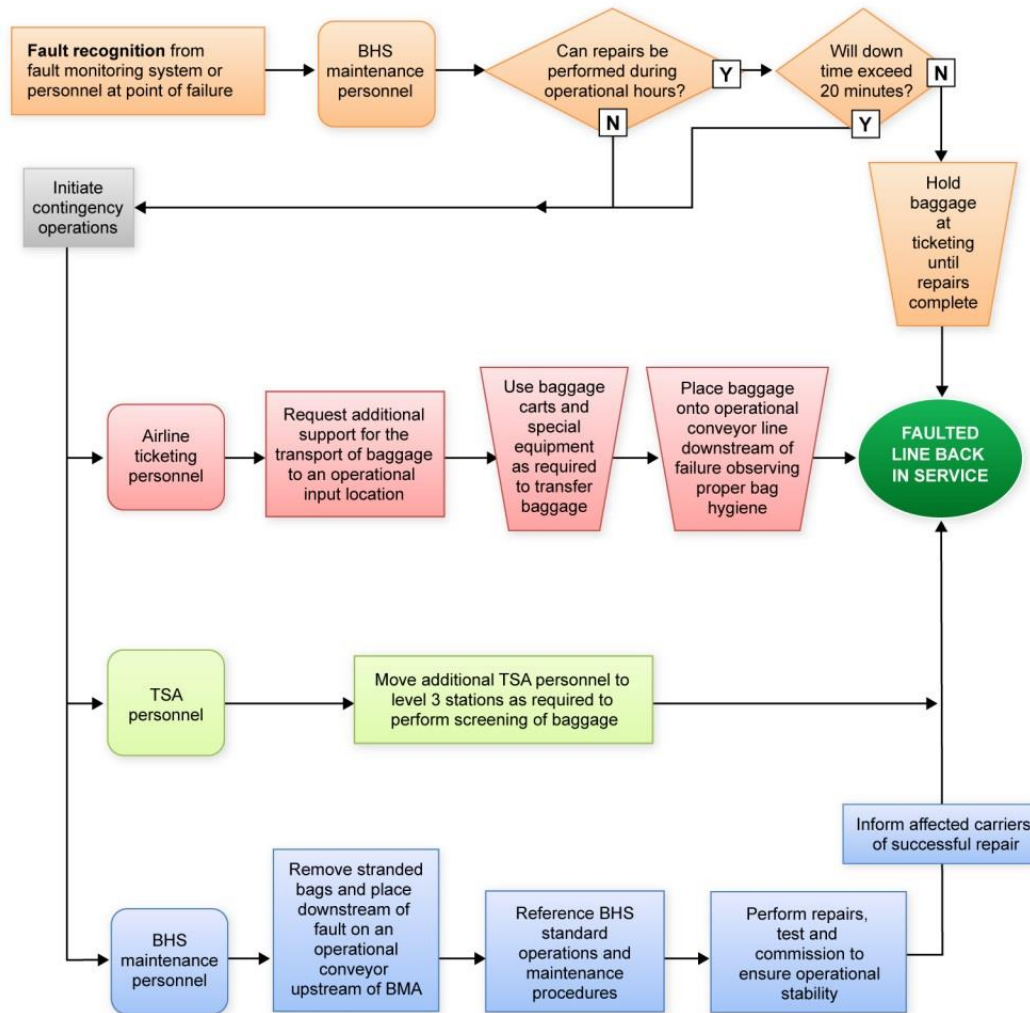 Fault recognition from
fault monitoring system or
personnel at point of failure
BHS
maintenance
personnel
Can repairs be
performed during
operational hours?
Y
N
Will down
time exceed
20 minutes?
N
Y
Initiate
contingency
operations
Hold
baggage
at
ticketing
until
repairs
complete
Airline
ticketing
personnel
Request additional
support for the
transport of baggage
to an operational
input location
Use baggage
carts and
special
equipment
as required
to transfer
baggage
Place baggage
onto operational
conveyor line
downstream of
failure observing
proper bag
hygiene
FAULTED
LINE BACK
IN SERVICE
TSA
personnel
Move additional TSA personnel to
level 3 stations as required to
perform screening of baggage
Inform affected carriers
of successful repair
BHS
maintenance
personnel
Remove stranded
bags and place
downstream of
fault on an
operational
conveyor
upstream of BMA
Reference BHS
standard
operations and
maintenance
procedures
Perform repairs,
test and
commission to
ensure operational
stability